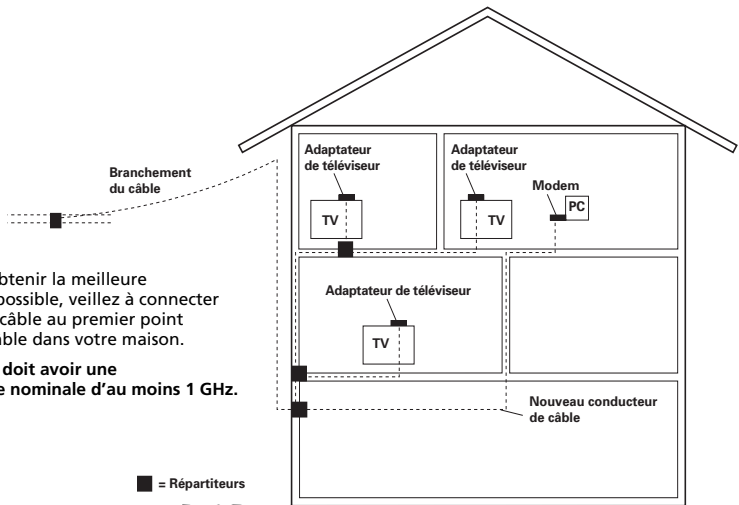 Adaptateur
de téléviseur
Adaptateur
de téléviseur
Branchement
du câble
Modem
PC
TV
TV
btenir la meilleure
possible, veillez à connecter
câble au premier point
able dans votre maison.
Adaptateur de téléviseur
TV
doit avoir une
e nominale d'au moins 1 GHz.
Nouveau conducteur
de câble
= Répartiteurs